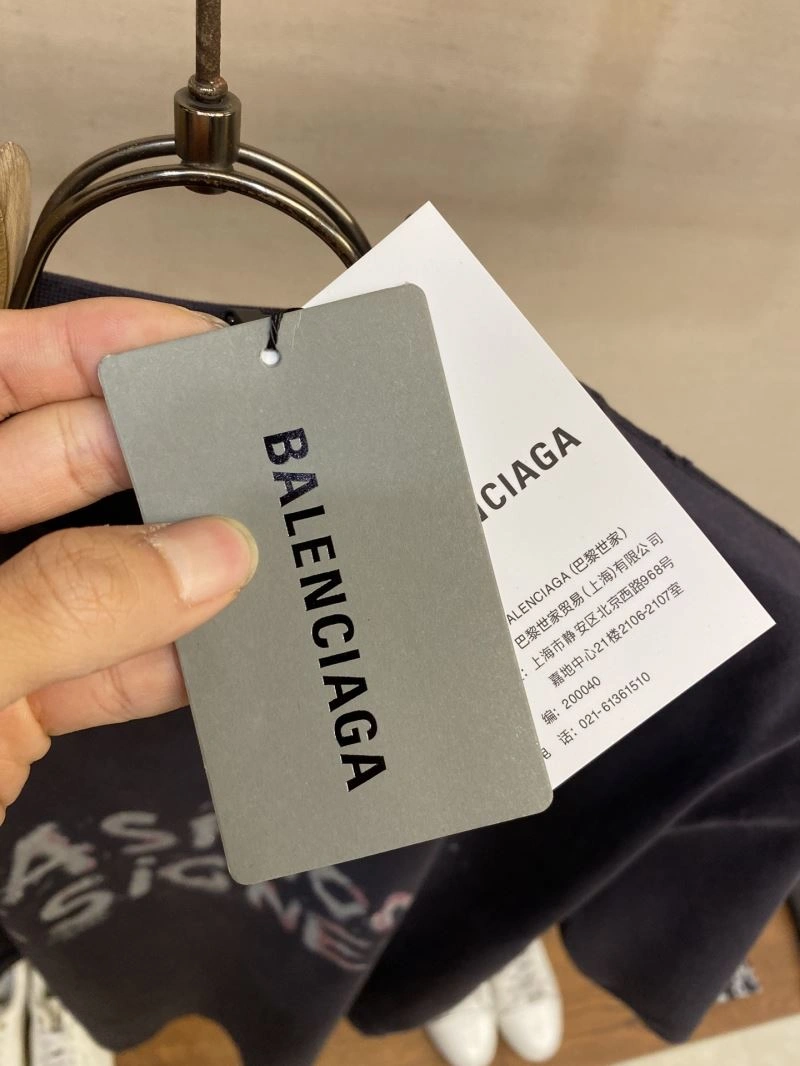 BALENCIAGA
NCIAGA
ALENCIAGA (巴黎世家)
巴黎世家贸易(上海)有限公司
: 上海市静安区北京西路968号
嘉地中心21楼2106-2107室
编: 200040
电 话: 021-61361510